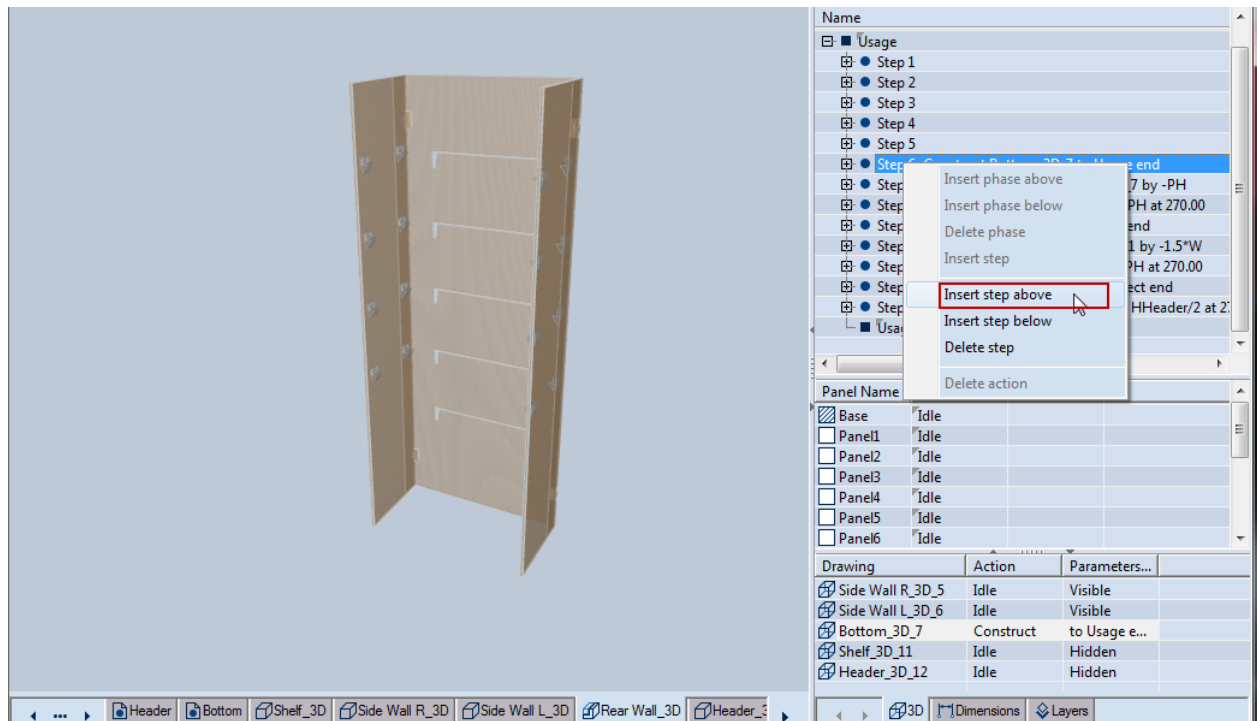 Name
Usage
Step 1
Step 2
Step 3
Step 4
Step 5
Step
end
Step
7 by -PH
Step
PH at 270.00
Step
end
Step
1 by -1.5*W
Step
PH at 270.00
Step
ect end
Step
HHeader/2 at 2
Usa
Insert phase above
Insert phase below
Delete phase
Insert step
Insert step above
Insert step below
Delete step
Delete action
Panel Name
Base Idle
Panel1 Idle
Panel2 Idle
Panel3 Idle
Panel4 Idle
Panel5 Idle
Panel6 Idle
Drawing Action Parameters...
Side Wall R_3D_5 Idle Visible
Side Wall L_3D_6 Idle Visible
Bottom_3D_7 Construct to Usage e...
Shelf_3D_11 Idle Hidden
Header_3D_12 Idle Hidden
Header Bottom Shelf_3D Side Wall R_3D Side Wall L_3D Rear Wall_3D Header_3
3D Dimensions Layers